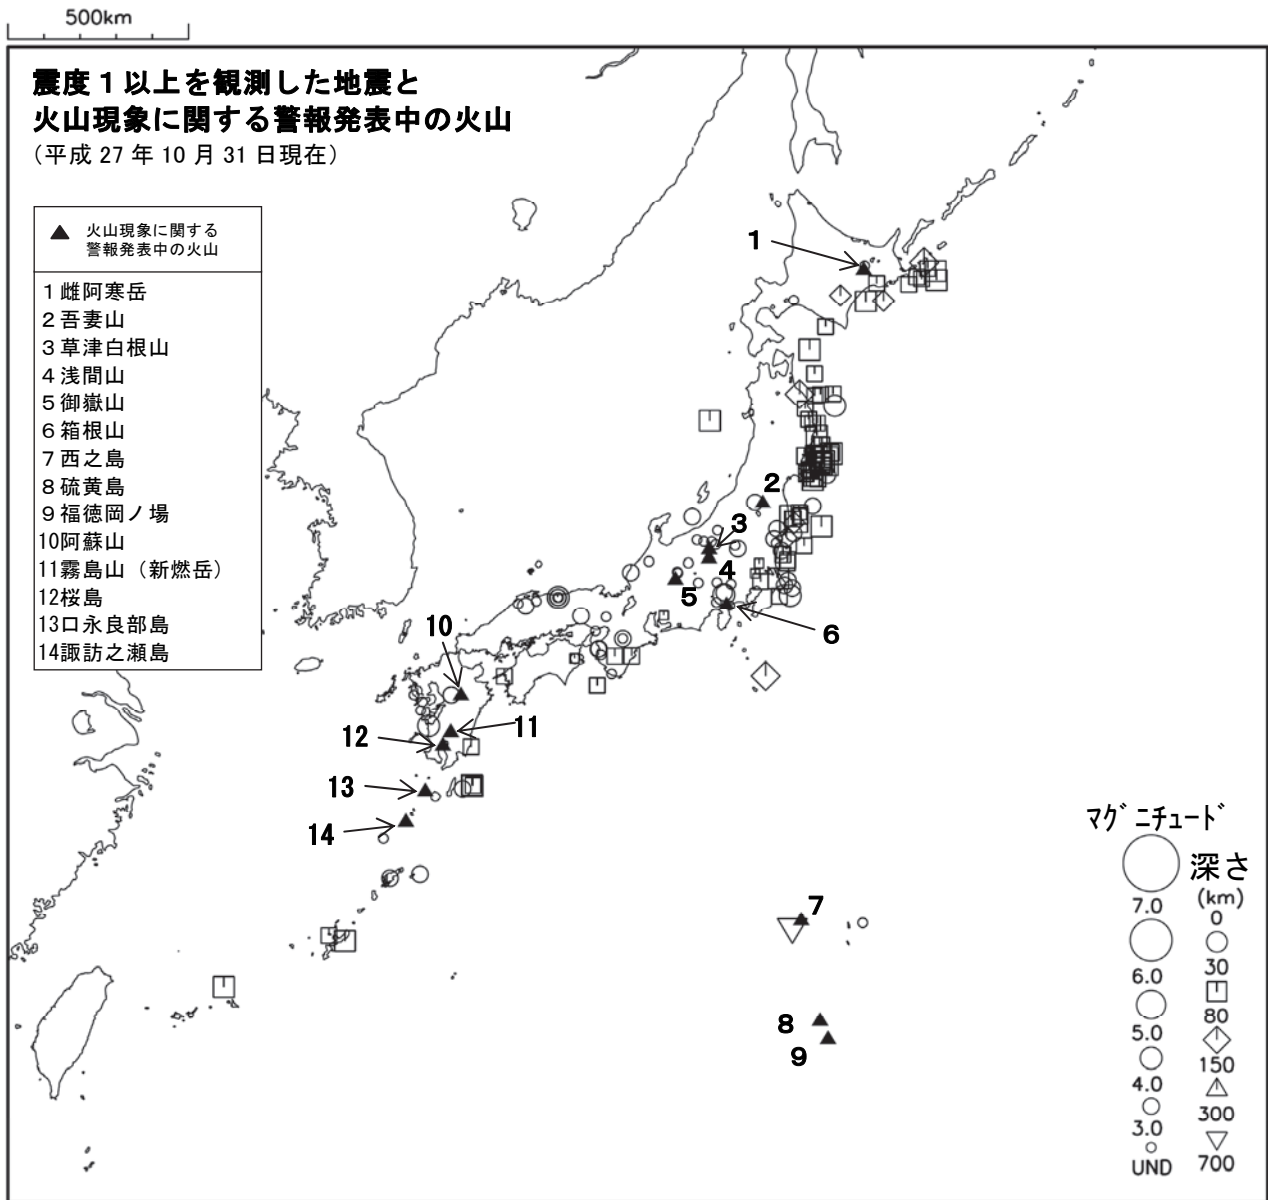 500km
震度１以上を観測した地震と
火山現象に関する警報発表中の火山
（平成 27 年 10 月 31 日現在）
▲ 火山現象に関する
警報発表中の火山
1雌阿寒岳
2吾妻山
3草津白根山
4浅間山
5御嶽山
6箱根山
7西之島
8硫黄島
9福徳岡ノ場
10阿蘇山
11霧島山（新燃岳）
12桜島
13口永良部島
14諏訪之瀬島
1
2
3
4
5
6
10
11
12
13
14
7
8
9
マグニチュード
7.0
6.0
5.0
4.0
3.0
UND
深さ
(km)
0
30
80
150
300
700